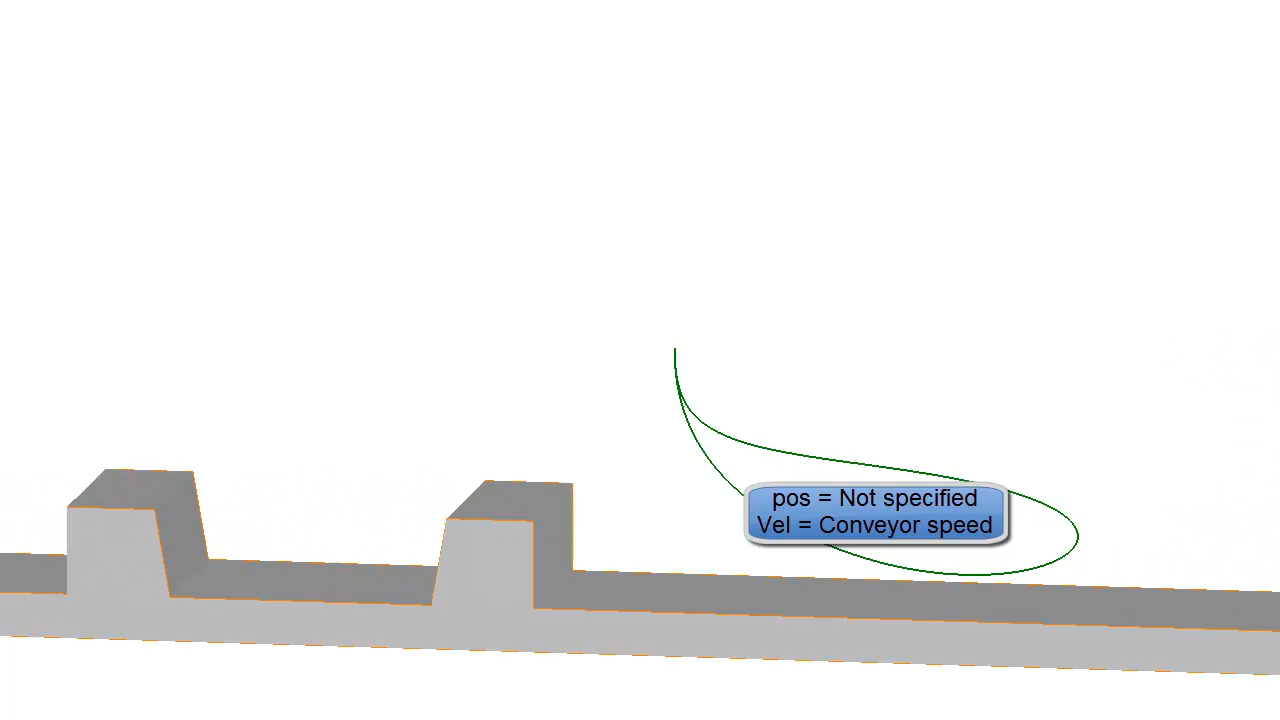 pos = Not specified
Vel = Conveyor speed